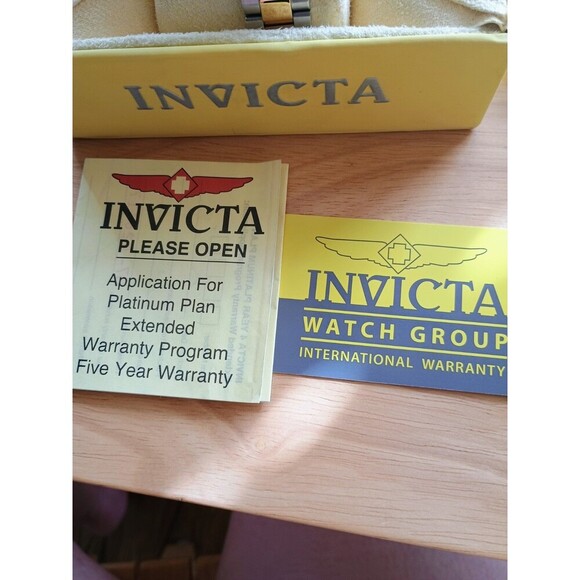 INVICTA
INVICTA
PLEASE OPEN
Application For
Platinum Plan
Extended
Warranty Program
Five Year Warranty
INVICTA
WATCH GROUP
INTERNATIONAL WARRANTY